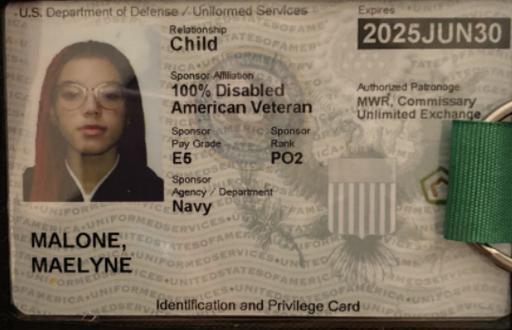 U.S. Department of Defense / Uniformed Services
Expires
2025JUN30
Relationship
Child
Sponsor Affiliation
100% Disabled
American Veteran
Authorized Patronage
MWR, Commissary
Unlimited Exchange
Sponsor
Pay Grade
E5
Sponsor
Rank
PO2
Sponsor
Agency / Department
Navy
MALONE,
MAELYNE
Identification and Privilege Card